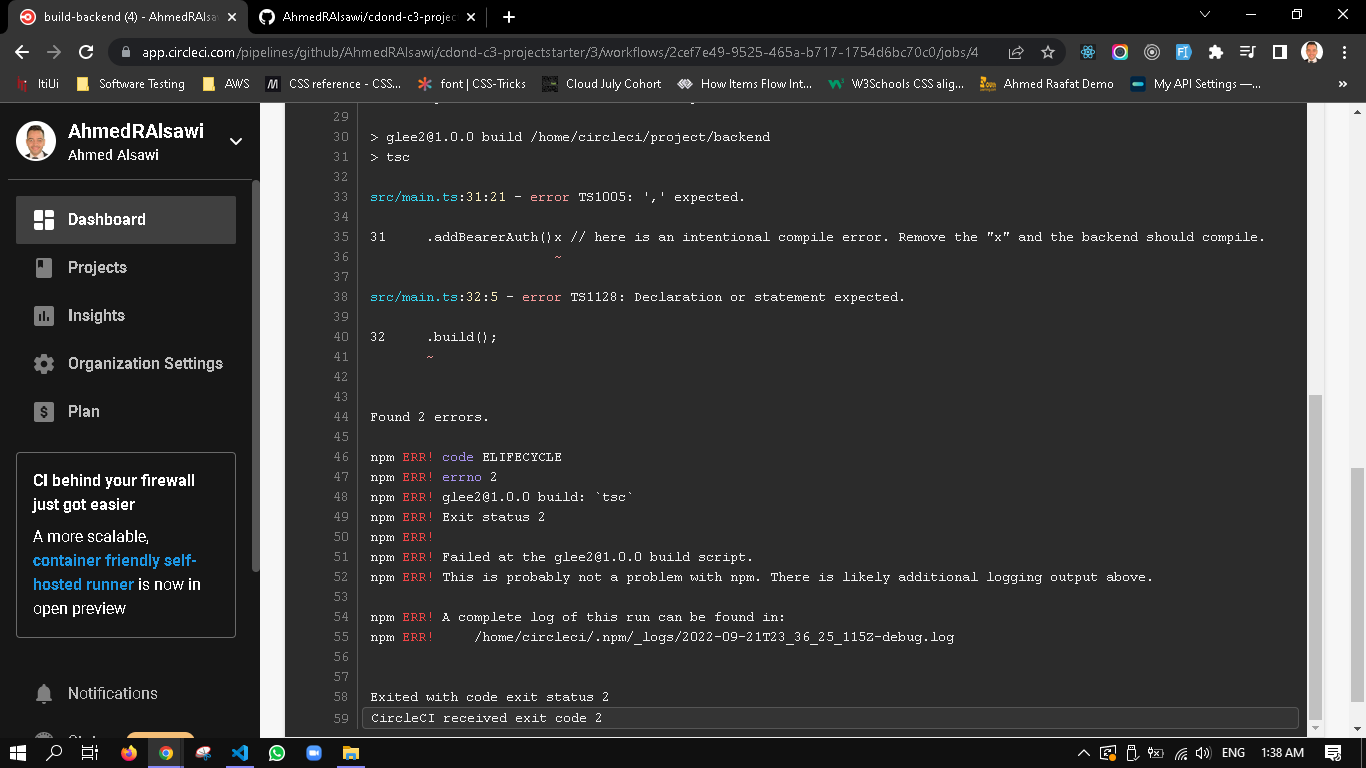 build-backend (4) - AhmedRAlsa
AhmedRAlsawi/cdond-c3-project
app.circleci.com/pipelines/github/AhmedRAlsawi/cdond-c3-projectstarter/3/workflows/2cef7e49-9525-465a-b717-1754d6bc70c0/jobs/4
ItiUi
Software Testing
AWS
CSS reference - CSS...
font | CSS-Tricks
Cloud July Cohort
How Items Flow Int...
W3Schools CSS alig...
Ahmed Raafat Demo
My API Settings —...
»
AhmedRAlsawi
Ahmed Alsawi
Dashboard
Projects
Insights
Organization Settings
Plan
CI behind your firewall
just got easier
A more scalable,
container friendly self-
hosted runner is now in
open preview
Notifications
29
30 > glee2@1.0.0 build /home/circleci/project/backend
31 > tsc
32
33 src/main.ts:31:21 - error TS1005: ',' expected.
34
35 31     .addBearerAuth()x // here is an intentional compile error. Remove the "x" and the backend should compile.
36                        ~
37
38 src/main.ts:32:5 - error TS1128: Declaration or statement expected.
39
40 32     .build();
41        ~
42
43
44 Found 2 errors.
45
46 npm ERR! code ELIFECYCLE
47 npm ERR! errno 2
48 npm ERR! glee2@1.0.0 build: `tsc`
49 npm ERR! Exit status 2
50 npm ERR!
51 npm ERR! Failed at the glee2@1.0.0 build script.
52 npm ERR! This is probably not a problem with npm. There is likely additional logging output above.
53
54 npm ERR! A complete log of this run can be found in:
55 npm ERR!     /home/circleci/.npm/_logs/2022-09-21T23_36_25_115Z-debug.log
56
57
58 Exited with code exit status 2
59 CircleCI received exit code 2
ENG
1:38 AM